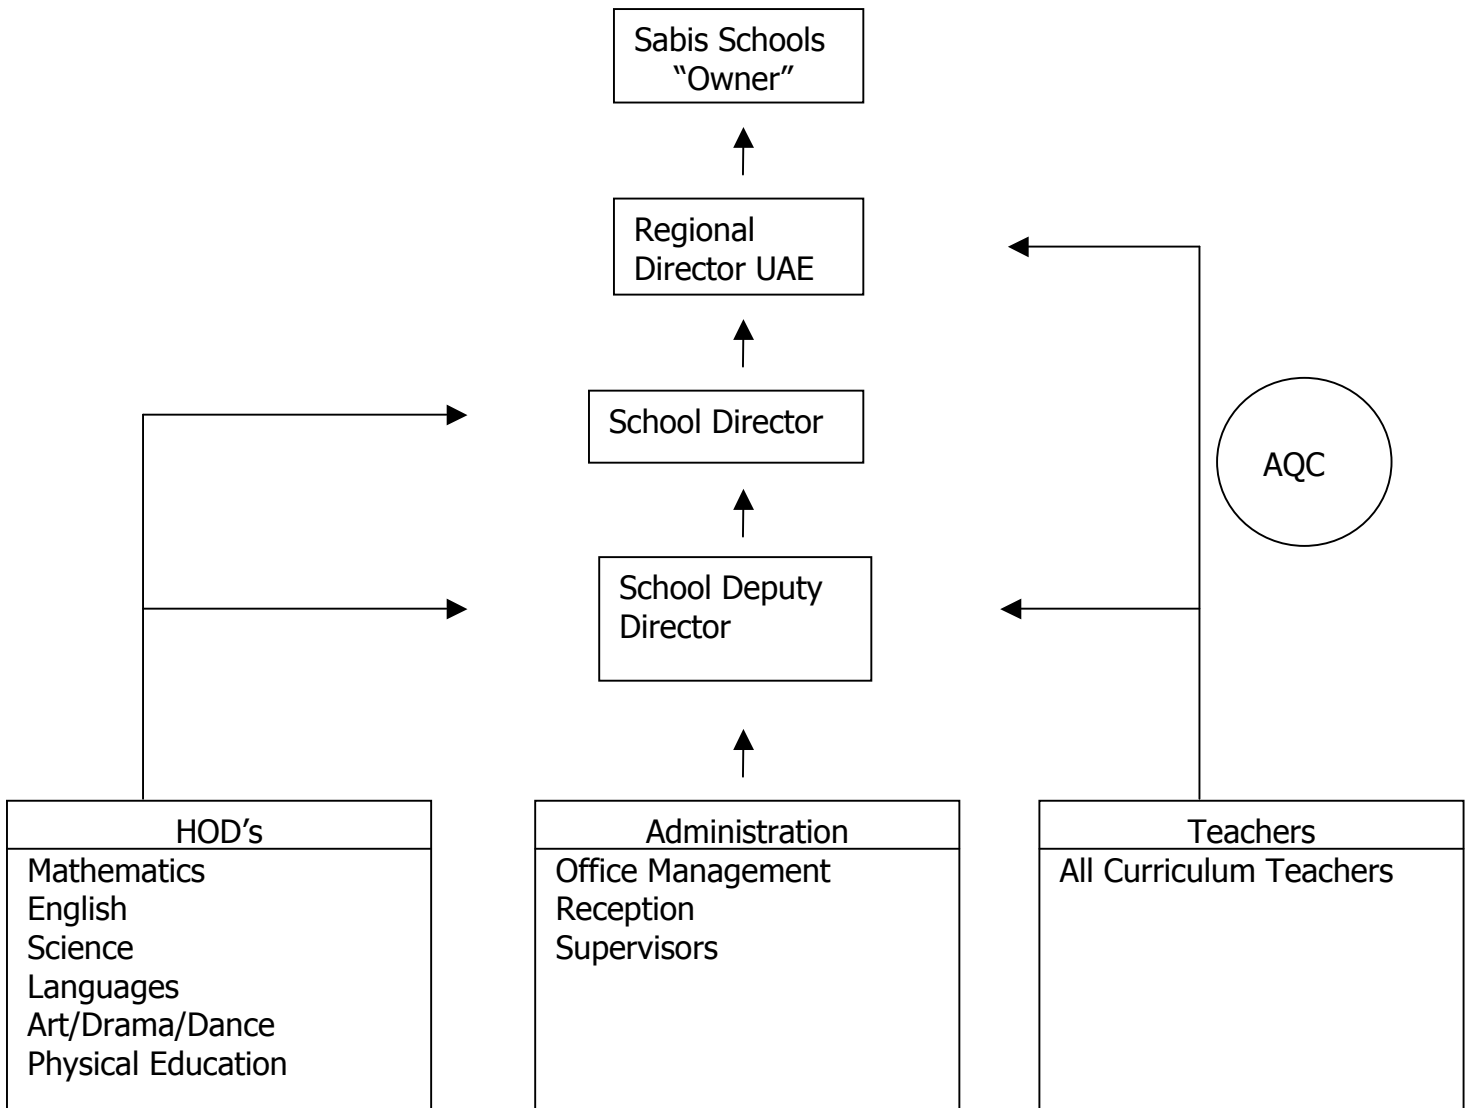 Sabis Schools
“Owner”
Regional
Director UAE
School Director
AQC
School Deputy
Director
HOD’s
Mathematics
English
Science
Languages
Art/Drama/Dance
Physical Education
Administration
Office Management
Reception
Supervisors
Teachers
All Curriculum Teachers